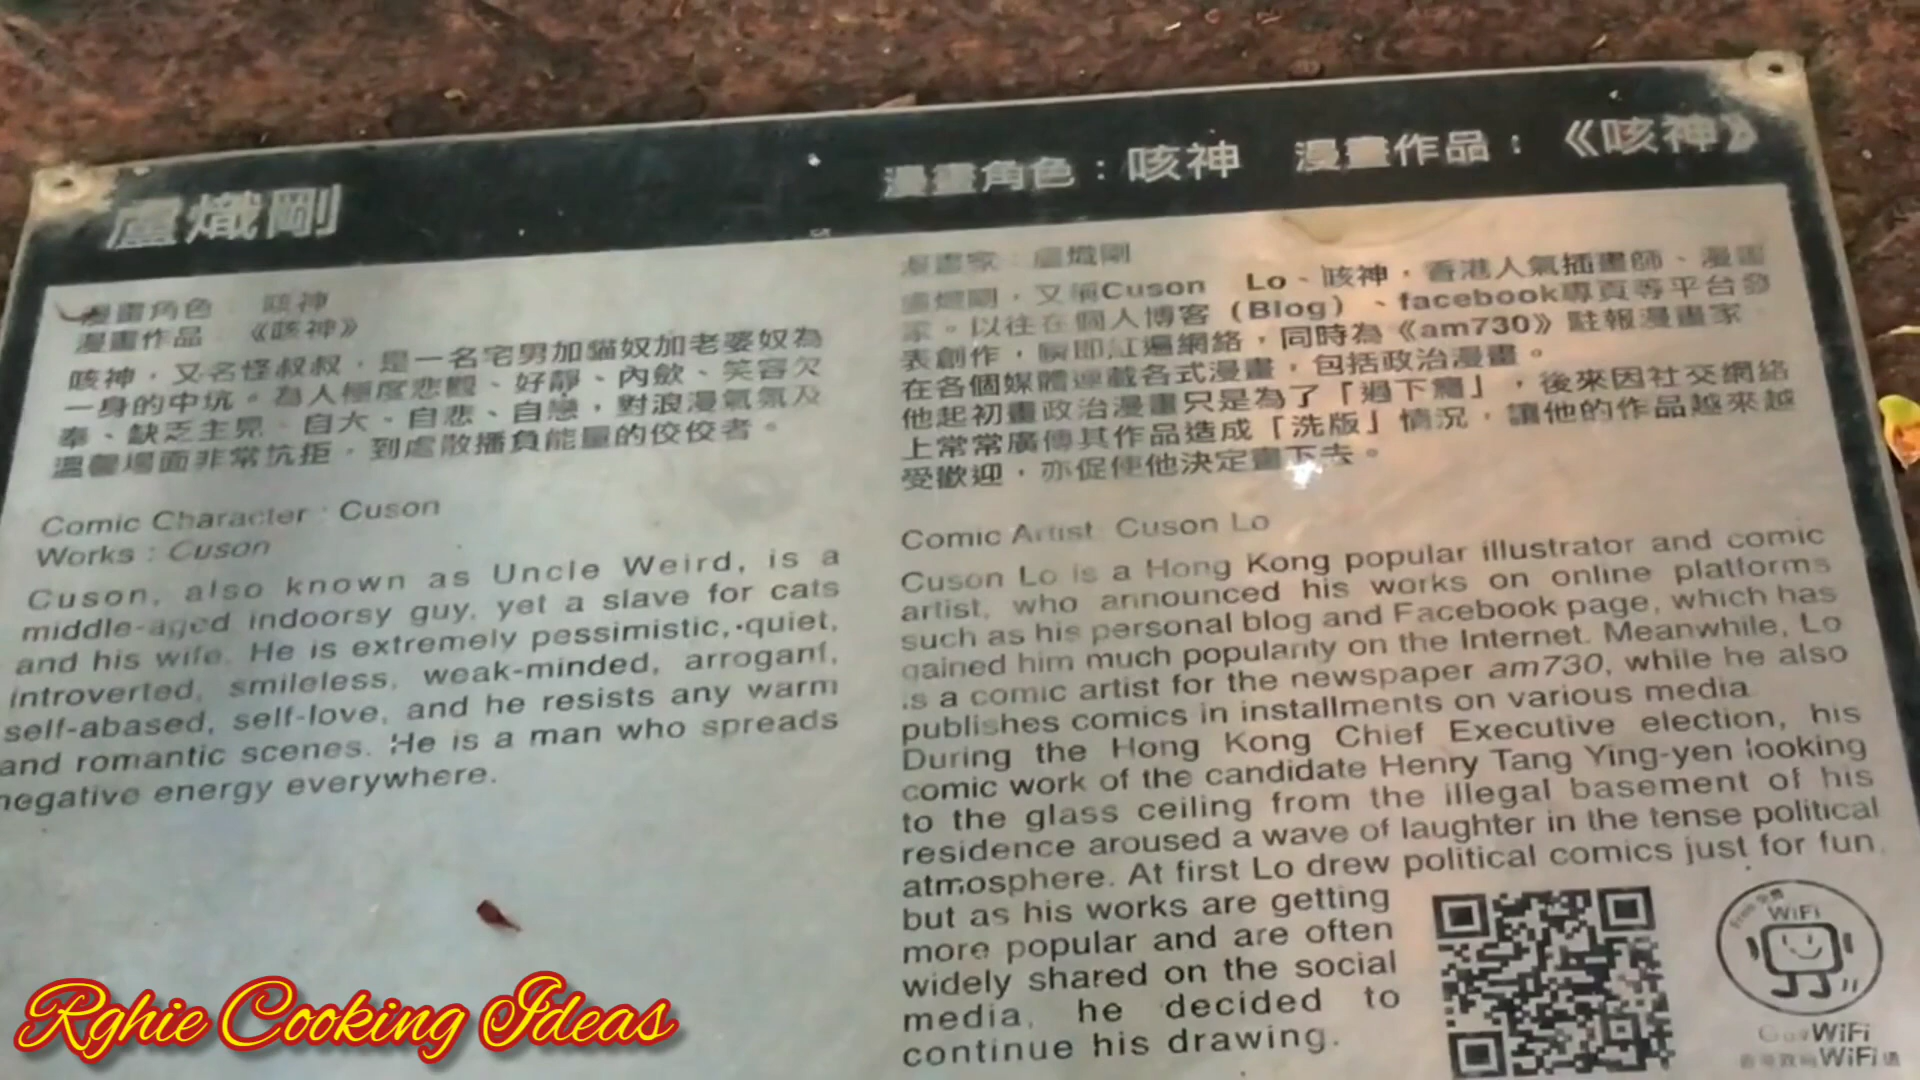 盧熾剛
漫畫角色：咳神 漫畫作品：《咳神》
漫畫角色 咳神
漫畫作品 《咳神》
咳神，又名怪叔叔，是一名宅男加貓奴加老婆奴為
一身的中坑。為人極度悲觀、好靜、內斂、笑容欠
奉、缺乏主見、自大、自悲、自戀，對浪漫氣氛及
溫馨場面非常抗拒，到處散播負能量的佼佼者。
Comic Character : Cuson
Works : Cuson
Cuson, also known as Uncle Weird, is a
middle-aged indoorsy guy, yet a slave for cats
and his wife. He is extremely pessimistic, quiet,
introverted, smileless, weak-minded, arrogant,
self-abased, self-love, and he resists any warm
and romantic scenes. He is a man who spreads
negative energy everywhere.
漫畫家：盧熾剛
盧熾剛，又稱Cuson Lo、咳神，香港人氣插畫師、漫畫
家。以往在個人博客（Blog）、facebook專頁等平台發
表創作，瞬即紅遍網絡，同時為《am730》駐報漫畫家
在各個媒體連載各式漫畫，包括政治漫畫。
他起初畫政治漫畫只是為了「過下癮」，後來因社交網絡
上常常廣傳其作品造成「洗版」情況，讓他的作品越來越
受歡迎，亦促使他決定畫下去。
Comic Artist: Cuson Lo
Cuson Lo is a Hong Kong popular illustrator and comic
artist, who announced his works on online platforms
such as his personal blog and Facebook page, which has
gained him much popularity on the Internet. Meanwhile, Lo
is a comic artist for the newspaper am730, while he also
publishes comics in installments on various media
During the Hong Kong Chief Executive election, his
comic work of the candidate Henry Tang Ying-yen looking
to the glass ceiling from the illegal basement of his
residence aroused a wave of laughter in the tense political
atmosphere. At first Lo drew political comics just for fun,
but as his works are getting
more popular and are often
widely shared on the social
media, he decided to
continue his drawing.
WiFi
WiFi
WiFi
Rghie Cooking Ideas